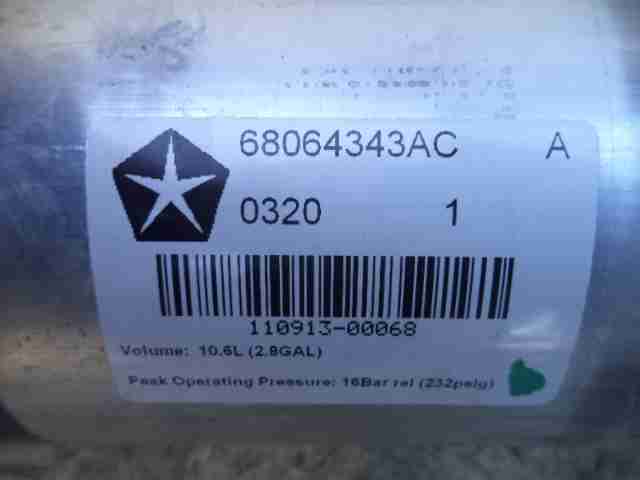 68064343AC A
0320 1
110913-00068
Volume: 10.6L (2.8GAL)
Peak Operating Pressure: 16Bar rel (232psig)